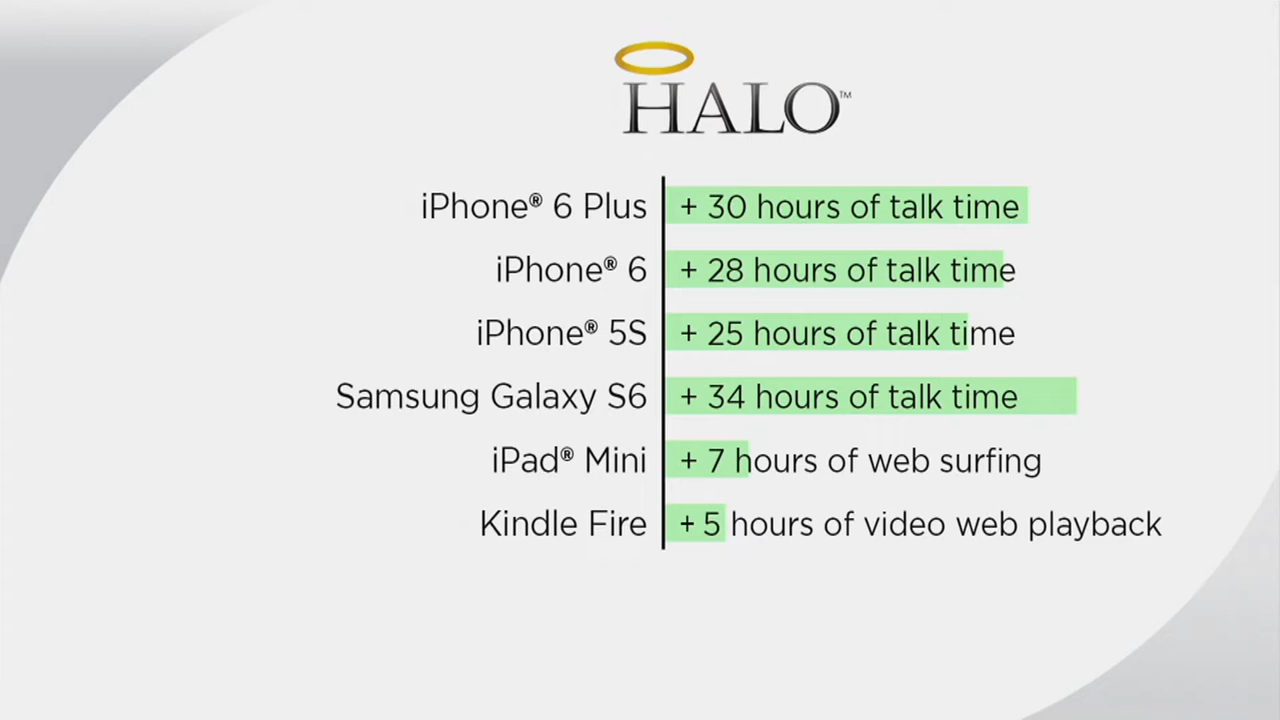 HALO™
iPhone® 6 Plus + 30 hours of talk time
iPhone® 6 + 28 hours of talk time
iPhone® 5S + 25 hours of talk time
Samsung Galaxy S6 + 34 hours of talk time
iPad® Mini + 7 hours of web surfing
Kindle Fire + 5 hours of video web playback